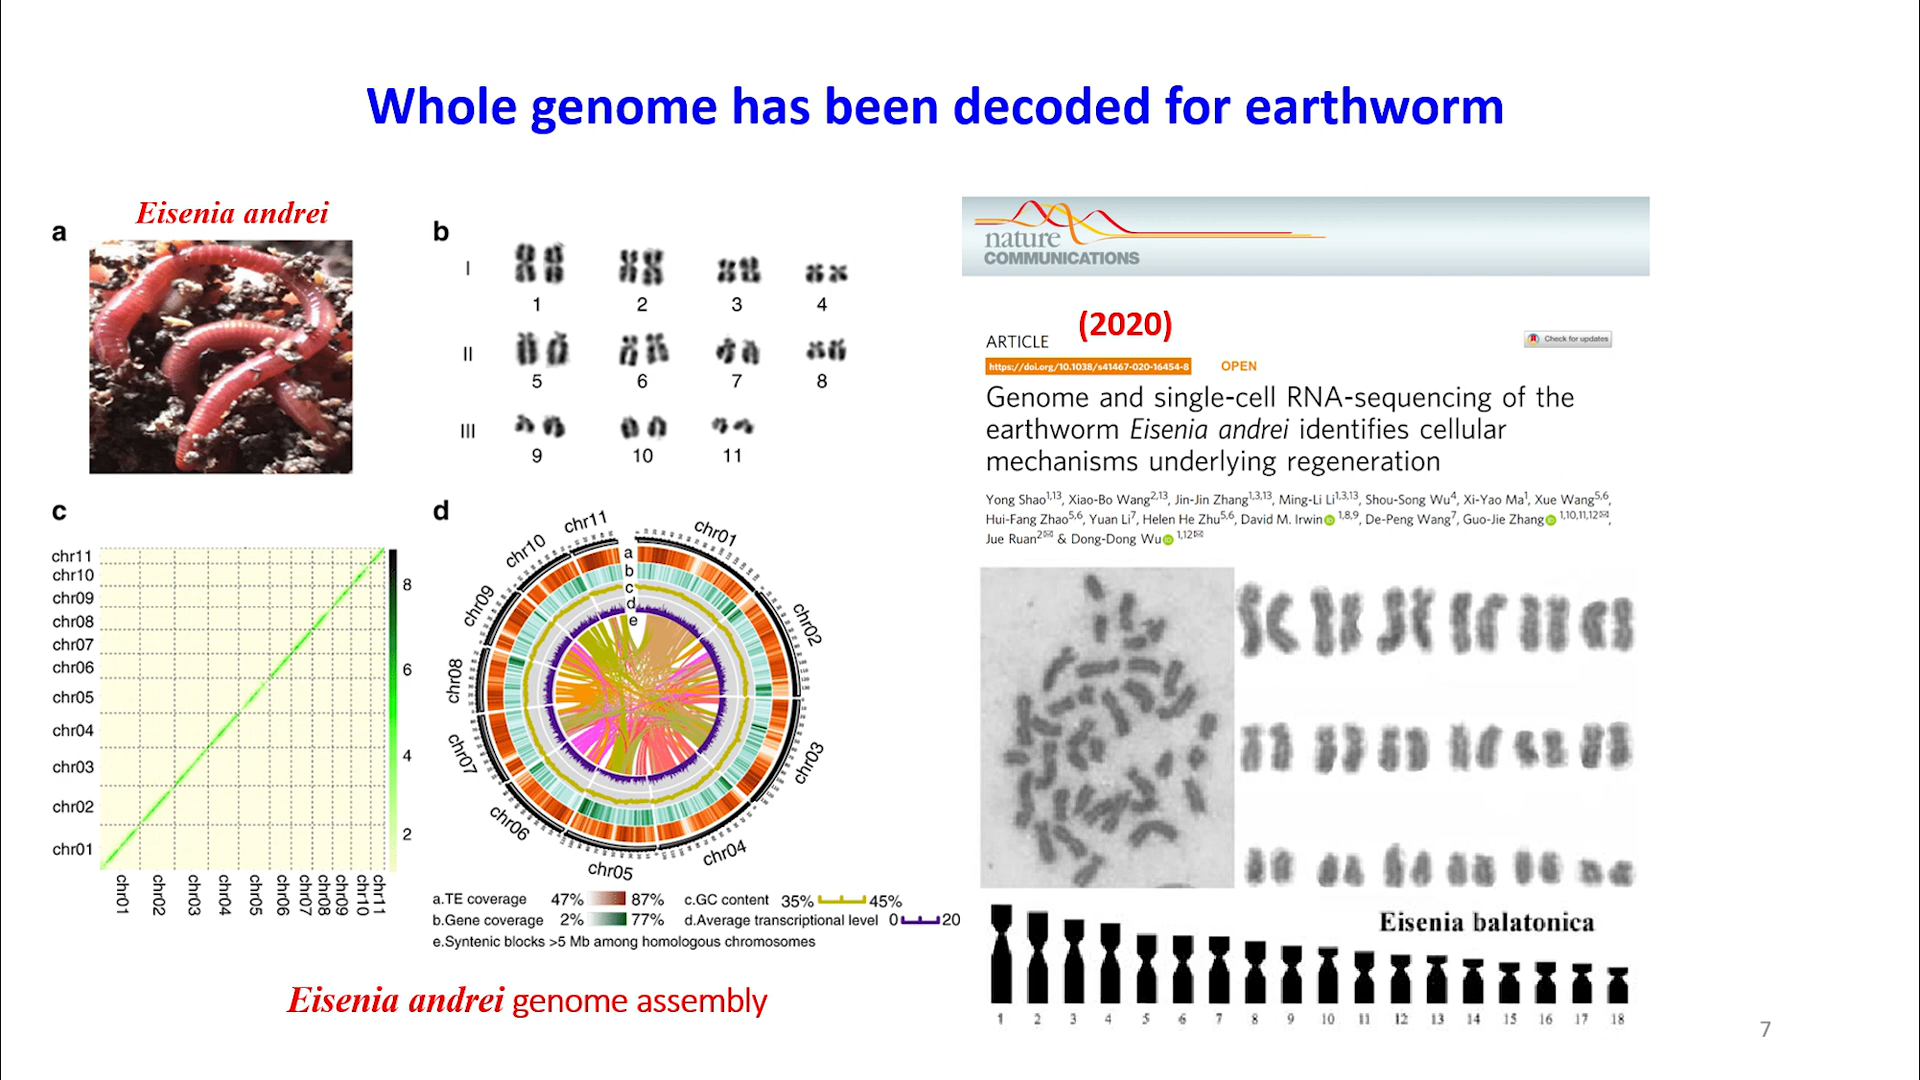 Whole genome has been decoded for earthworm
Eisenia andrei
a
b
I
1 2 3 4
II
5 6 7 8
III
9 10 11
c
chr11
chr10
chr09
chr08
chr07
chr06
chr05
chr04
chr03
chr02
chr01
8
6
4
2
chr01 chr02 chr03 chr04 chr05 chr06 chr07 chr08 chr09 chr10 chr11
d
chr01
chr02
chr03
chr04
chr05
chr06
chr07
chr08
chr09
chr10
chr11
a
b
c
d
e
a.TE coverage 47% 87% c.GC content 35% 45%
b.Gene coverage 2% 77% d.Average transcriptional level 0 20
e.Syntenic blocks >5 Mb among homologous chromosomes
Eisenia andrei genome assembly
nature
COMMUNICATIONS
(2020)
ARTICLE
Check for updates
https://doi.org/10.1038/s41467-020-16454-8 OPEN
Genome and single-cell RNA-sequencing of the
earthworm Eisenia andrei identifies cellular
mechanisms underlying regeneration
Yong Shao1,13, Xiao-Bo Wang2,13, Jin-Jin Zhang1,3,13, Ming-Li Li1,3,13, Shou-Song Wu4, Xi-Yao Ma1, Xue Wang5,6,
Hui-Fang Zhao5,6, Yuan Li7, Helen He Zhu5,6, David M. Irwin 1,8,9, De-Peng Wang7, Guo-Jie Zhang 1,10,11,12✉,
Jue Ruan2✉ & Dong-Dong Wu 1,12✉
Eisenia balatonica
1 2 3 4 5 6 7 8 9 10 11 12 13 14 15 16 17 18
7